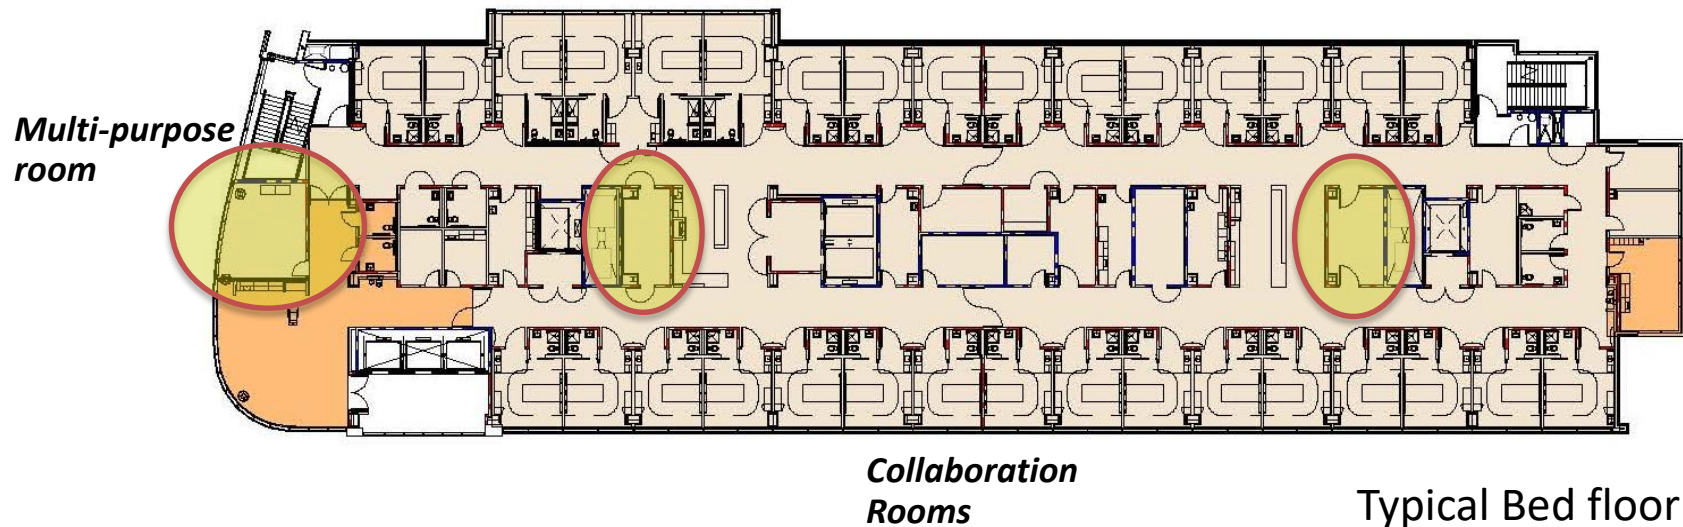 Multi-purpose
room
Collaboration
Rooms
Typical Bed floor